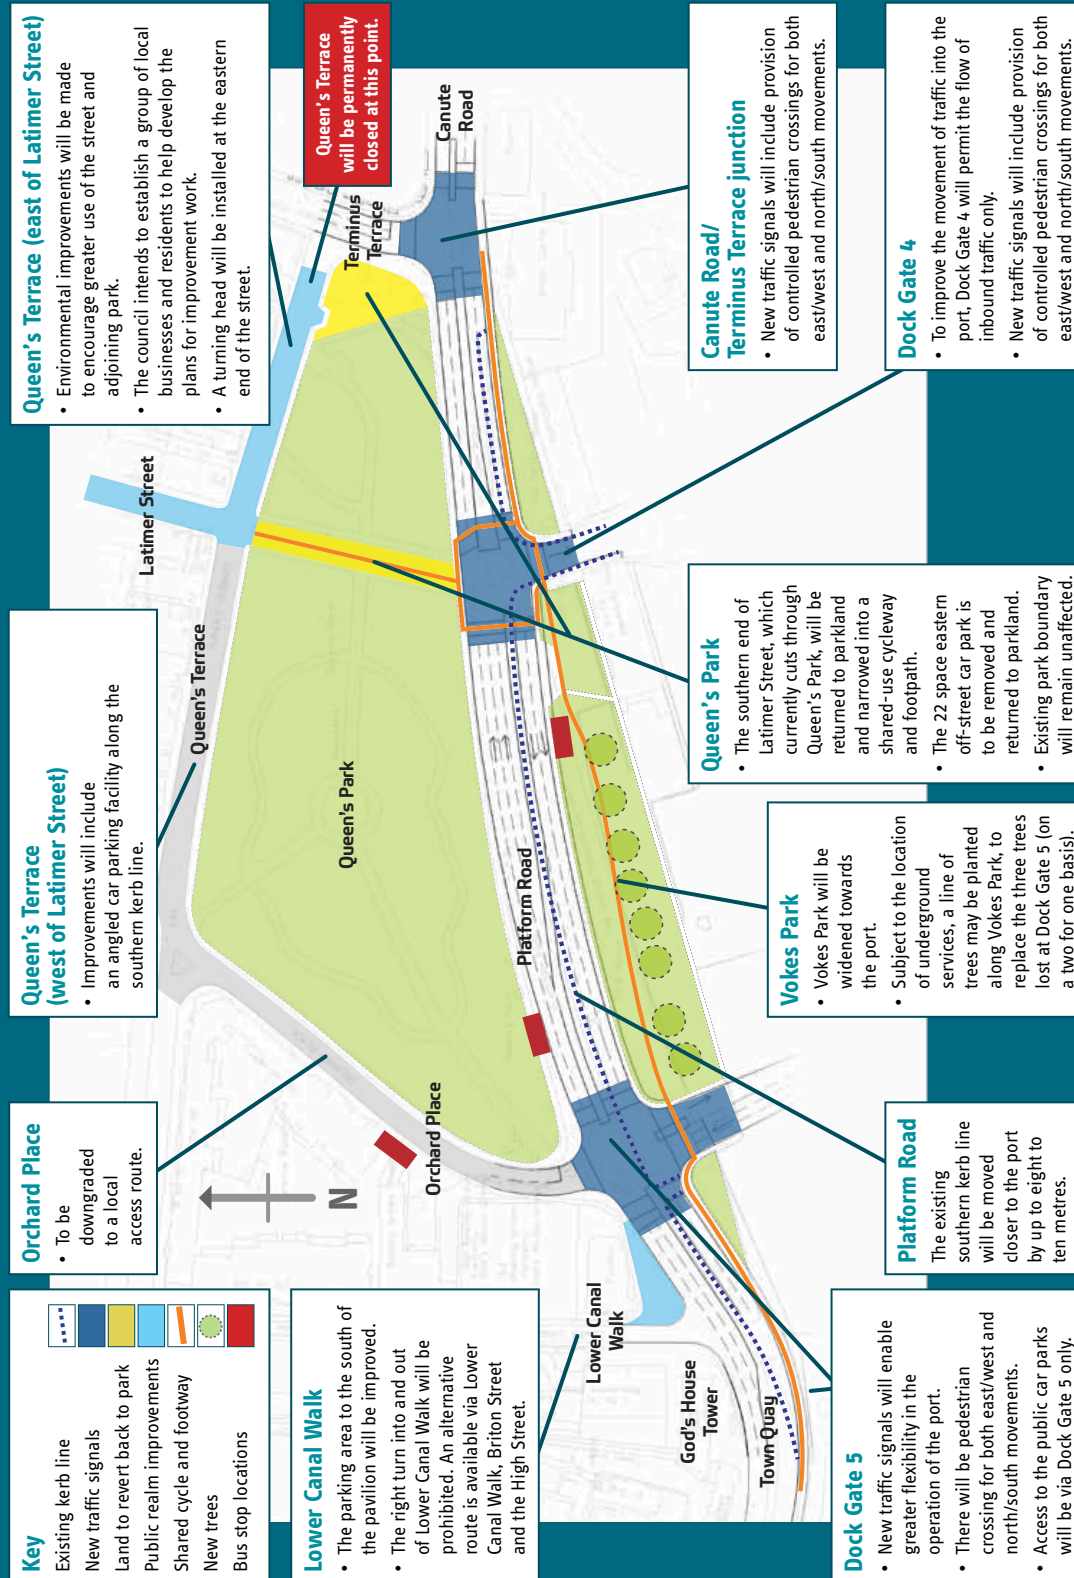 Key
Existing kerb line
New traffic signals
Land to revert back to park
Public realm improvements
Shared cycle and footway
New trees
Bus stop locations
Orchard Place
• To be
downgraded
to a local
access route.
Queen's Terrace
(west of Latimer Street)
• Improvements will include
an angled car parking facility along the
southern kerb line.
Queen's Terrace (east of Latimer Street)
• Environmental improvements will be made
to encourage greater use of the street and
adjoining park.
• The council intends to establish a group of local
businesses and residents to help develop the
plans for improvement work.
• A turning head will be installed at the eastern
end of the street.
Queen's Terrace
will be permanently
closed at this point.
Lower Canal Walk
• The parking area to the south of
the pavilion will be improved.
• The right turn into and out
of Lower Canal Walk will be
prohibited. An alternative
route is available via Lower
Canal Walk, Briton Street
and the High Street.
N
Latimer Street
Queen's Terrace
Queen's Park
Orchard Place
Platform Road
Terminus
Terrace
Canute
Road
Lower Canal
Walk
God's House
Tower
Town Quay
Dock Gate 5
• New traffic signals will enable
greater flexibility in the
operation of the port.
• There will be pedestrian
crossing for both east/west and
north/south movements.
• Access to the public car parks
will be via Dock Gate 5 only.
Platform Road
The existing
southern kerb line
will be moved
closer to the port
by up to eight to
ten metres.
Vokes Park
• Vokes Park will be
widened towards
the port.
• Subject to the location
of underground
services, a line of
trees may be planted
along Vokes Park, to
replace the three trees
lost at Dock Gate 5 (on
a two for one basis).
Queen's Park
• The southern end of
Latimer Street, which
currently cuts through
Queen's Park, will be
returned to parkland
and narrowed into a
shared-use cycleway
and footpath.
• The 22 space eastern
off-street car park is
to be removed and
returned to parkland.
• Existing park boundary
will remain unaffected.
Canute Road/
Terminus Terrace junction
• New traffic signals will include provision
of controlled pedestrian crossings for both
east/west and north/south movements.
Dock Gate 4
• To improve the movement of traffic into the
port, Dock Gate 4 will permit the flow of
inbound traffic only.
• New traffic signals will include provision
of controlled pedestrian crossings for both
east/west and north/south movements.